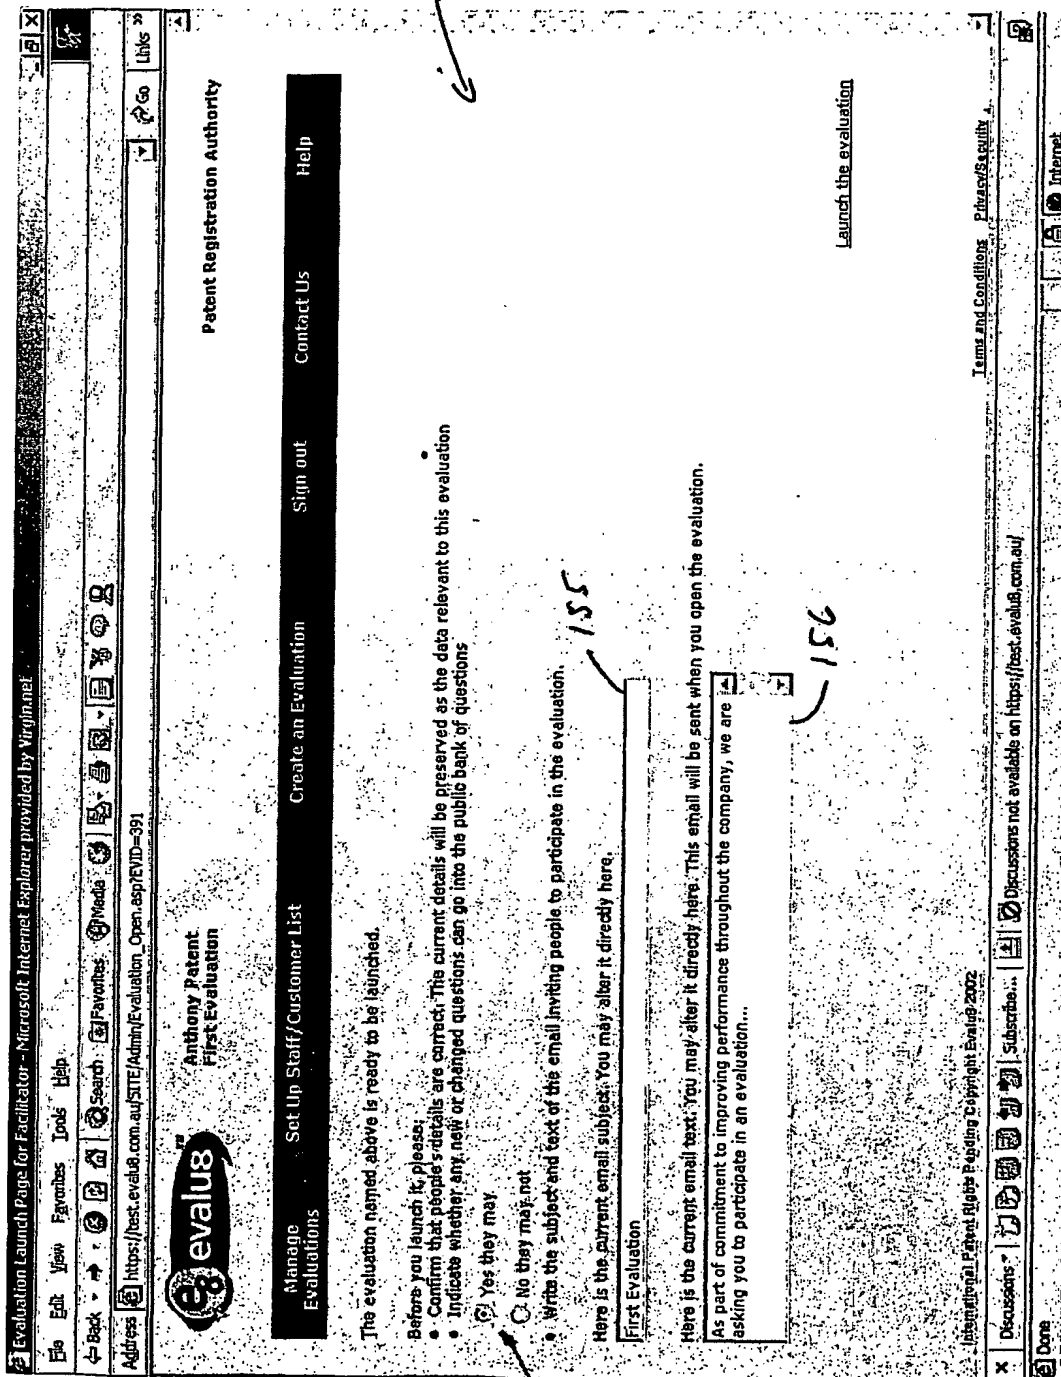 Evaluation Launch Page for Facilitator - Microsoft Internet Explorer provided by Virgin.net
File Edit View Favorites Tools Help
Back Search Favorites Media
Address https://test.evalu8.com.au/SITE/Admin/Evaluation_Open.asp?EVID=391 Go Links »
e8 evalu8 TM
Anthony Patent
First Evaluation
Patent Registration Authority
Manage Evaluations Set Up Staff/Customer List Create an Evaluation Sign out Contact Us Help
The evaluation named above is ready to be launched.
Before you launch it, please:
• Confirm that people's details are correct. The current details will be preserved as the data relevant to this evaluation
• Indicate whether any new or changed questions can go into the public bank of questions
Yes they may
No they may not
• Write the subject and text of the email inviting people to participate in the evaluation.
Here is the current email subject. You may alter it directly here.
155
First Evaluation
Here is the current email text. You may alter it directly here. This email will be sent when you open the evaluation.
As part of commitment to improving performance throughout the company, we are
asking you to participate in an evaluation...
156
Launch the evaluation
International Patent Rights Pending Copyright Evalu8 2002
Terms and Conditions Privacy/Security
Discussions Subscribe... Discussions not available on https://test.evalu8.com.au/
Done Internet